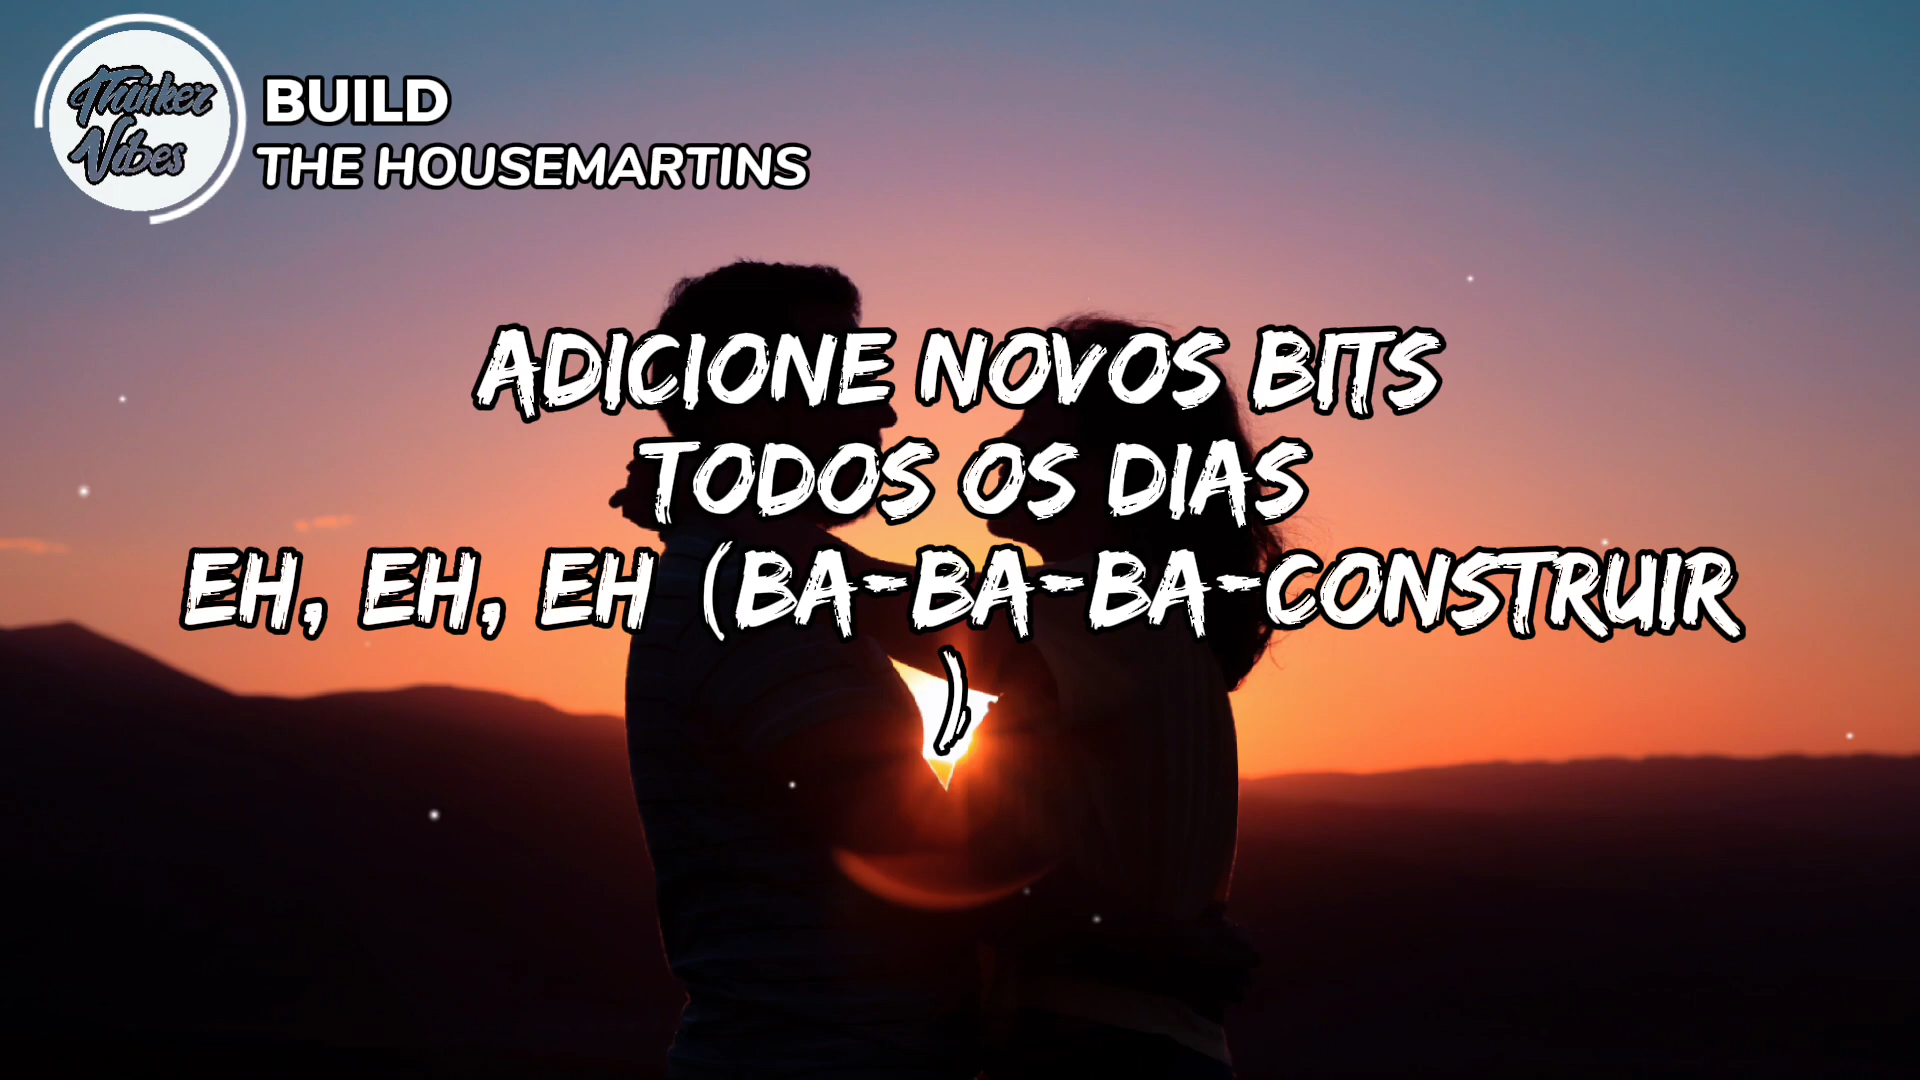 Thinker
Vibes
BUILD
THE HOUSEMARTINS
ADICIONE NOVOS BITS
TODOS OS DIAS
EH, EH, EH (BA-BA-BA-CONSTRUIR
)